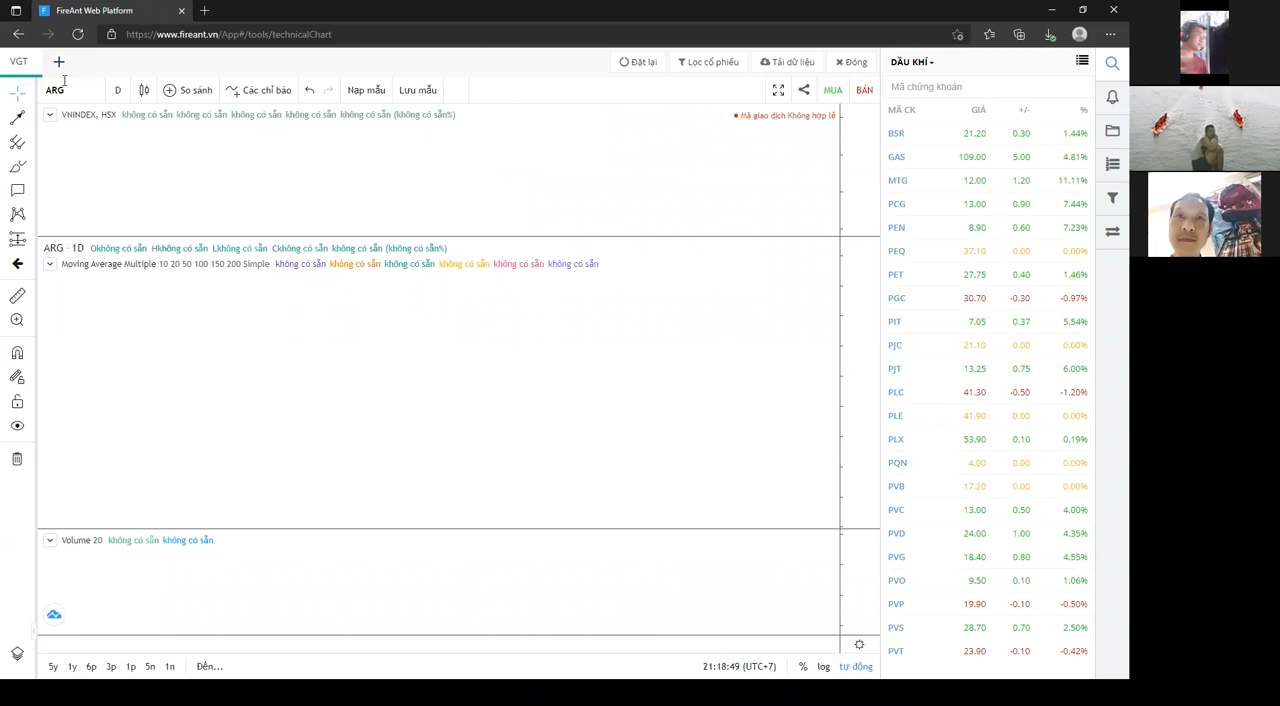 FireAnt Web Platform
https://www.fireant.vn/App#/tools/technicalChart
VGT
Đặt lại
Lọc cổ phiếu
Tải dữ liệu
Đóng
ARG
D
So sánh
Các chỉ báo
Nạp mẫu
Lưu mẫu
MUA
BÁN
VNINDEX, HSX không có sẵn không có sẵn không có sẵn không có sẵn không có sẵn (không có sẵn%)
Mã giao dịch Không hợp lệ
ARG · 1D Okhông có sẵn Hkhông có sẵn Lkhông có sẵn Ckhông có sẵn không có sẵn (không có sẵn%)
Moving Average Multiple 10 20 50 100 150 200 Simple không có sẵn không có sẵn không có sẵn không có sẵn không có sẵn không có sẵn
Volume 20 không có sẵn không có sẵn
5y 1y 6p 3p 1p 5n 1n Đến...
21:18:49 (UTC+7) % log tự động
DẦU KHÍ
Mã chứng khoán
MÃ CK GIÁ +/- %
BSR 21.20 0.30 1.44%
GAS 109.00 5.00 4.81%
MTG 12.00 1.20 11.11%
PCG 13.00 0.90 7.44%
PEN 8.90 0.60 7.23%
PEQ 37.10 0.00 0.00%
PET 27.75 0.40 1.46%
PGC 30.70 -0.30 -0.97%
PIT 7.05 0.37 5.54%
PJC 21.10 0.00 0.00%
PJT 13.25 0.75 6.00%
PLC 41.30 -0.50 -1.20%
PLE 41.90 0.00 0.00%
PLX 53.90 0.10 0.19%
PQN 4.00 0.00 0.00%
PVB 17.20 0.00 0.00%
PVC 13.00 0.50 4.00%
PVD 24.00 1.00 4.35%
PVG 18.40 0.80 4.55%
PVO 9.50 0.10 1.06%
PVP 19.90 -0.10 -0.50%
PVS 28.70 0.70 2.50%
PVT 23.90 -0.10 -0.42%